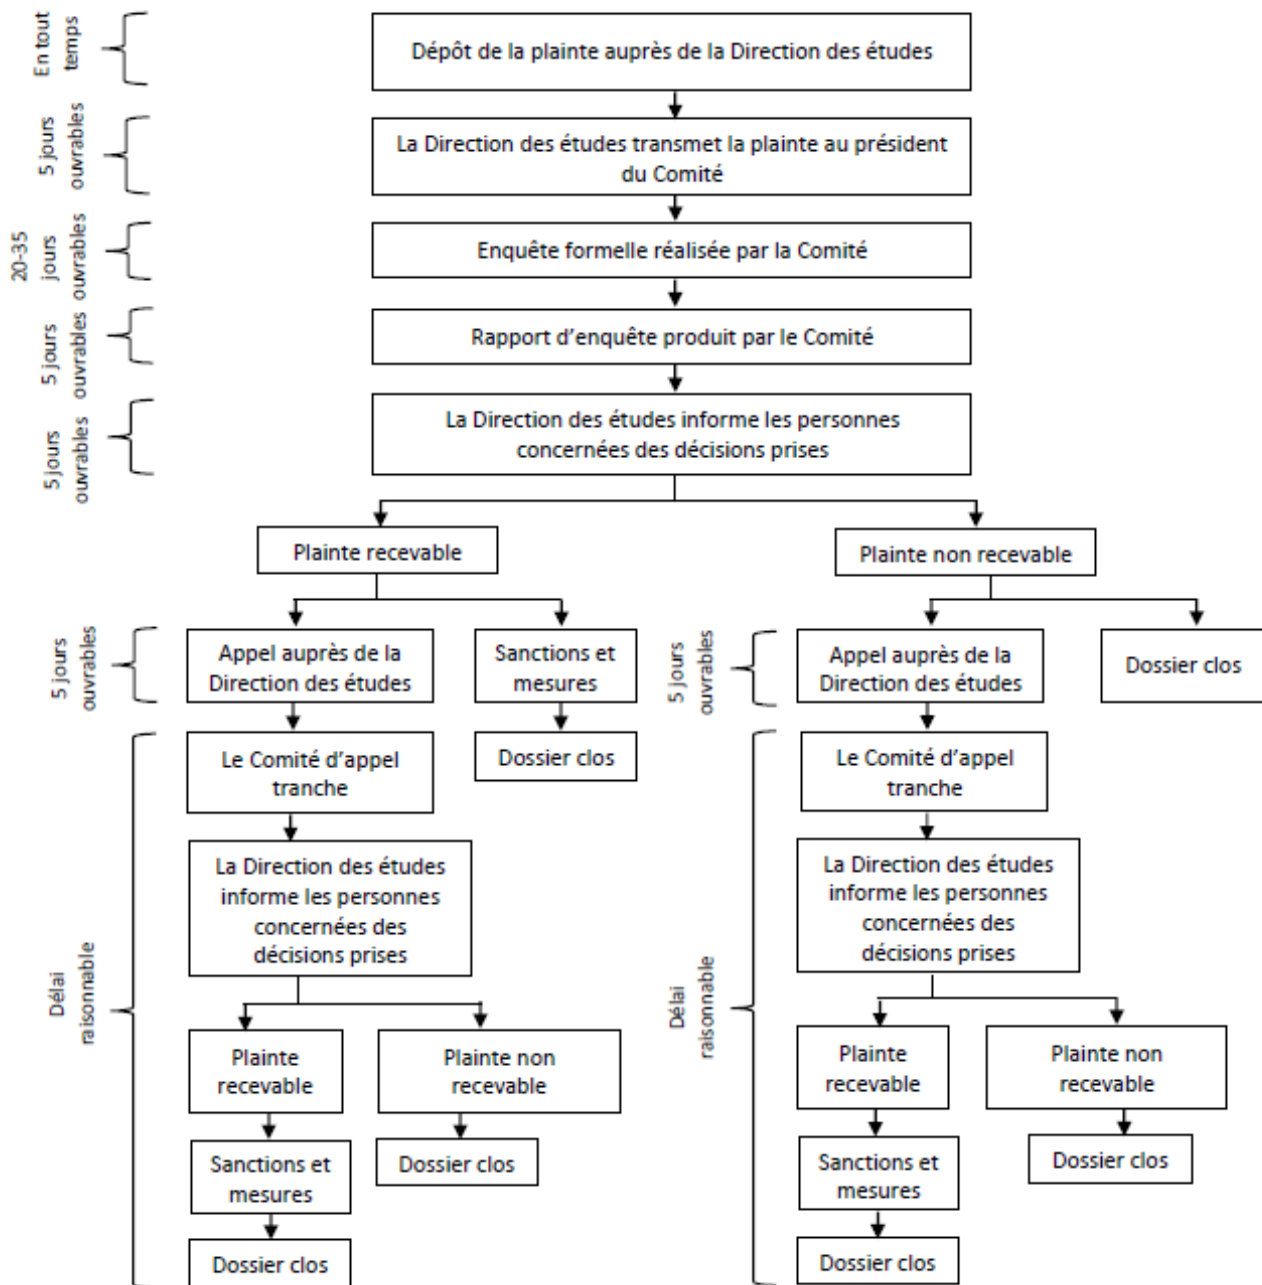 En tout
temps
Dépôt de la plainte auprès de la Direction des études
5 jours
ouvrables
La Direction des études transmet la plainte au président
du Comité
20-35
jours
ouvrables
Enquête formelle réalisée par la Comité
5 jours
ouvrables
Rapport d'enquête produit par le Comité
5 jours
ouvrables
La Direction des études informe les personnes
concernées des décisions prises
Plainte recevable
Plainte non recevable
5 jours
ouvrables
Appel auprès de la
Direction des études
Sanctions et
mesures
5 jours
ouvrables
Appel auprès de la
Direction des études
Dossier clos
Délai
raisonnable
Le Comité d'appel
tranche
Dossier clos
Délai
raisonnable
Le Comité d'appel
tranche
La Direction des études
informe les personnes
concernées des
décisions prises
La Direction des études
informe les personnes
concernées des
décisions prises
Plainte
recevable
Plainte non
recevable
Plainte
recevable
Plainte non
recevable
Sanctions et
mesures
Dossier clos
Sanctions et
mesures
Dossier clos
Dossier clos
Dossier clos